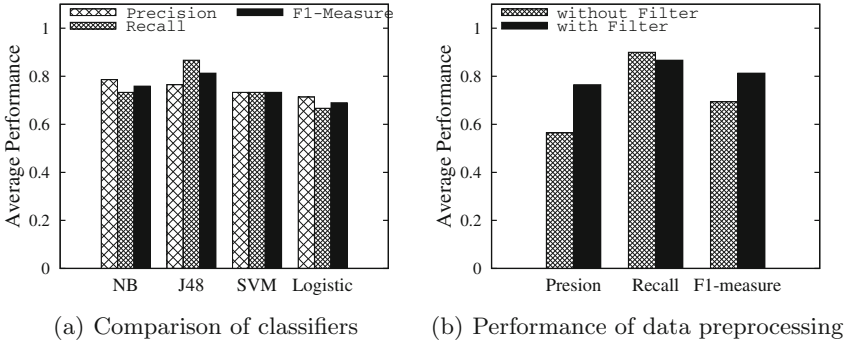 Precision
Recall
F1-Measure
Average Performance
1
0.8
0.6
0.4
0.2
0
NB J48 SVM Logistic
(a) Comparison of classifiers
without Filter
with Filter
Average Performance
1
0.8
0.6
0.4
0.2
0
Presion Recall F1-measure
(b) Performance of data preprocessing